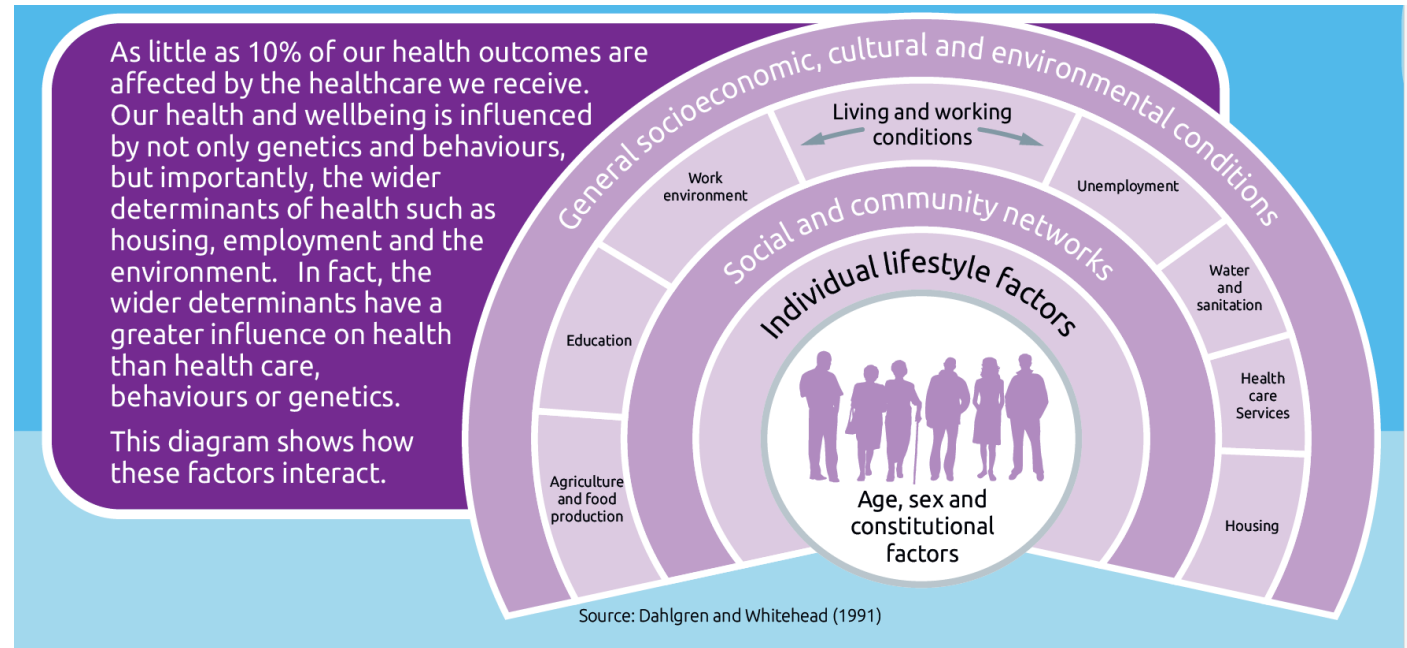 As little as 10% of our health outcomes are
affected by the healthcare we receive.
Our health and wellbeing is influenced
by not only genetics and behaviours,
but importantly, the wider
determinants of health such as
housing, employment and the
environment.   In fact, the
wider determinants have a
greater influence on health
than health care,
behaviours or genetics.
This diagram shows how
these factors interact.
General socioeconomic, cultural and environmental conditions
Living and working
conditions
Work
environment
Unemployment
Education
Water
and
sanitation
Agriculture
and food
production
Health
care
Services
Housing
Social and community networks
Individual lifestyle factors
Age, sex and
constitutional
factors
Source: Dahlgren and Whitehead (1991)